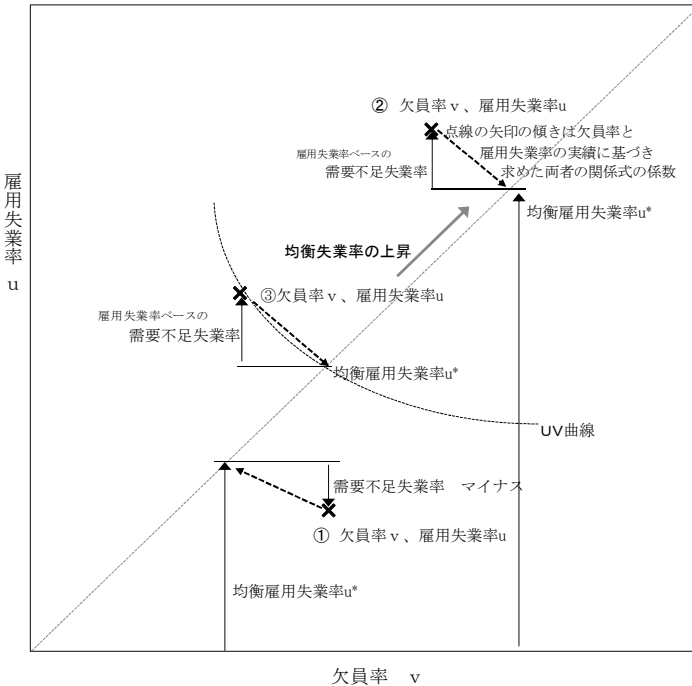 ② 欠員率ｖ、雇用失業率u
点線の矢印の傾きは欠員率と
雇用失業率の実績に基づき
求めた両者の関係式の係数
雇用失業率ベースの
需要不足失業率
均衡雇用失業率u*
雇用失業率 u
均衡失業率の上昇
③欠員率ｖ、雇用失業率u
雇用失業率ベースの
需要不足失業率
均衡雇用失業率u*
UV曲線
需要不足失業率　マイナス
① 欠員率ｖ、雇用失業率u
均衡雇用失業率u*
欠員率　ｖ